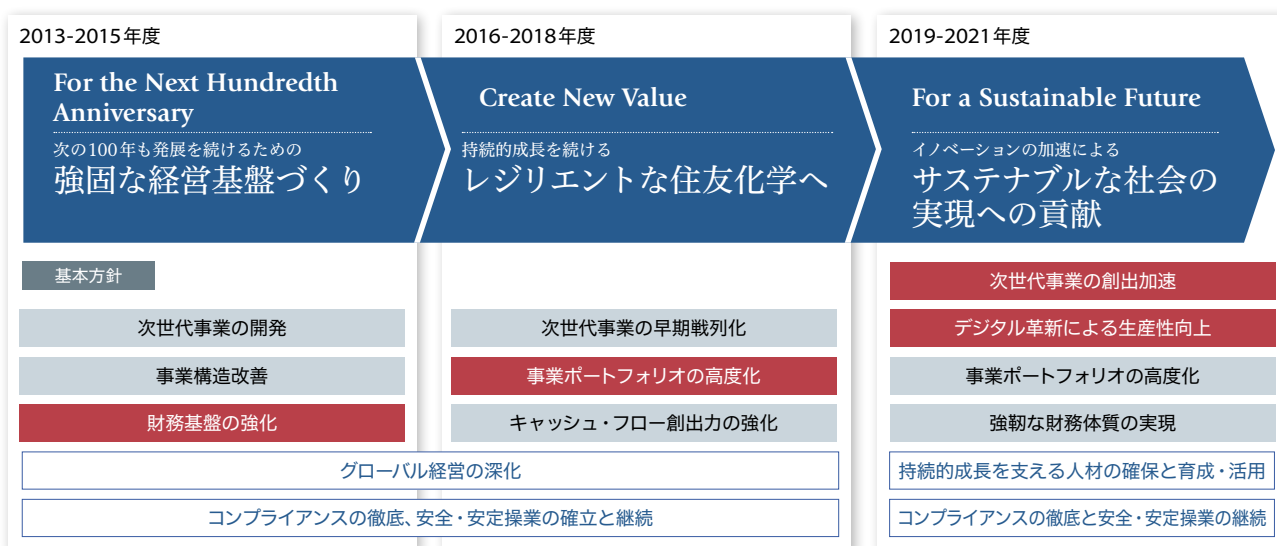 2013-2015年度
For the Next Hundredth
Anniversary
次の100年も発展を続けるための
強固な経営基盤づくり
2016-2018年度
Create New Value
持続的成長を続ける
レジリエントな住友化学へ
2019-2021年度
For a Sustainable Future
イノベーションの加速による
サステナブルな社会の
実現への貢献
基本方針
次世代事業の開発
事業構造改善
財務基盤の強化
次世代事業の早期戦列化
事業ポートフォリオの高度化
キャッシュ・フロー創出力の強化
グローバル経営の深化
コンプライアンスの徹底、安全・安定操業の確立と継続
次世代事業の創出加速
デジタル革新による生産性向上
事業ポートフォリオの高度化
強靭な財務体質の実現
持続的成長を支える人材の確保と育成・活用
コンプライアンスの徹底と安全・安定操業の継続